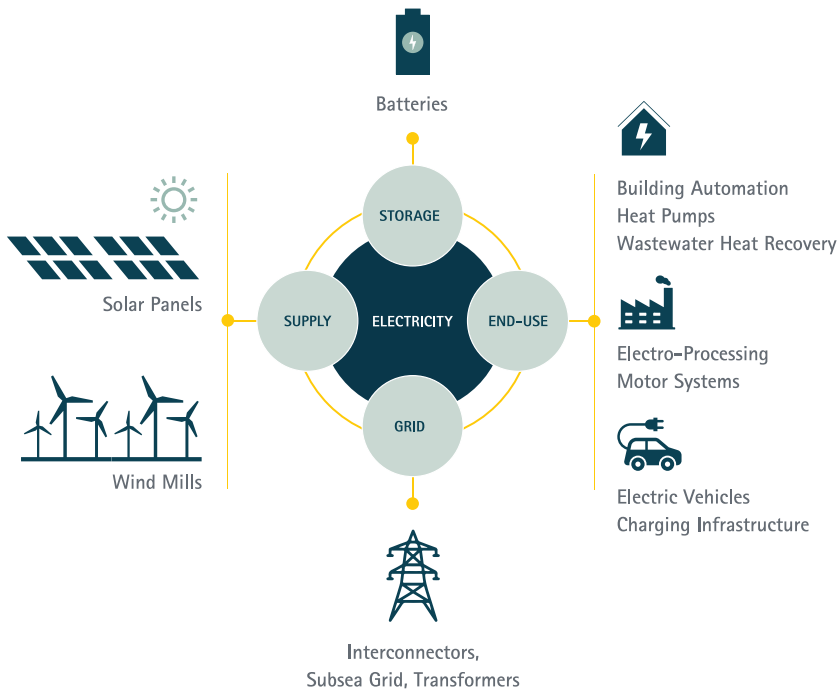 Batteries
STORAGE
SUPPLY
ELECTRICITY
END-USE
GRID
Solar Panels
Wind Mills
Building Automation
Heat Pumps
Wastewater Heat Recovery
Electro-Processing
Motor Systems
Electric Vehicles
Charging Infrastructure
Interconnectors,
Subsea Grid, Transformers